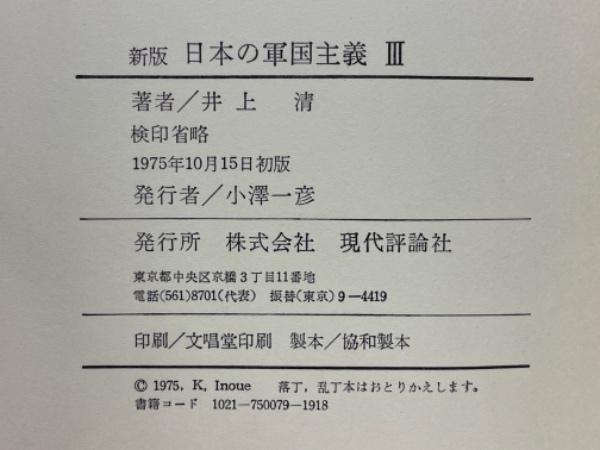 新版 日本の軍国主義 Ⅲ
著者/井上 清
検印省略
1975年10月15日初版
発行者/小澤一彦
発行所 株式会社 現代評論社
東京都中央区京橋3丁目11番地
電話(561)8701(代表) 振替(東京)9-4419
印刷/文唱堂印刷 製本/協和製本
© 1975, K, Inoue 落丁,乱丁本はおとりかえします。
書籍コード 1021-750079-1918